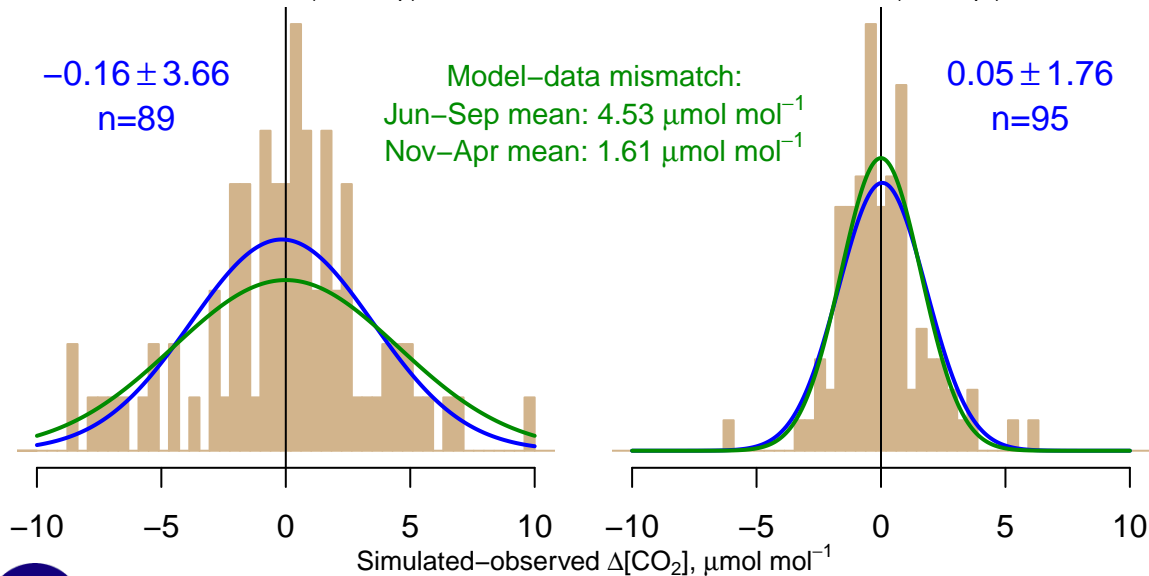 −0.16 ± 3.66
n=89
Model−data mismatch:
Jun−Sep mean: 4.53 μmol mol⁻¹
Nov−Apr mean: 1.61 μmol mol⁻¹
0.05 ± 1.76
n=95
−10 −5 0 5 10
−10 −5 0 5 10
Simulated−observed Δ[CO₂], μmol mol⁻¹